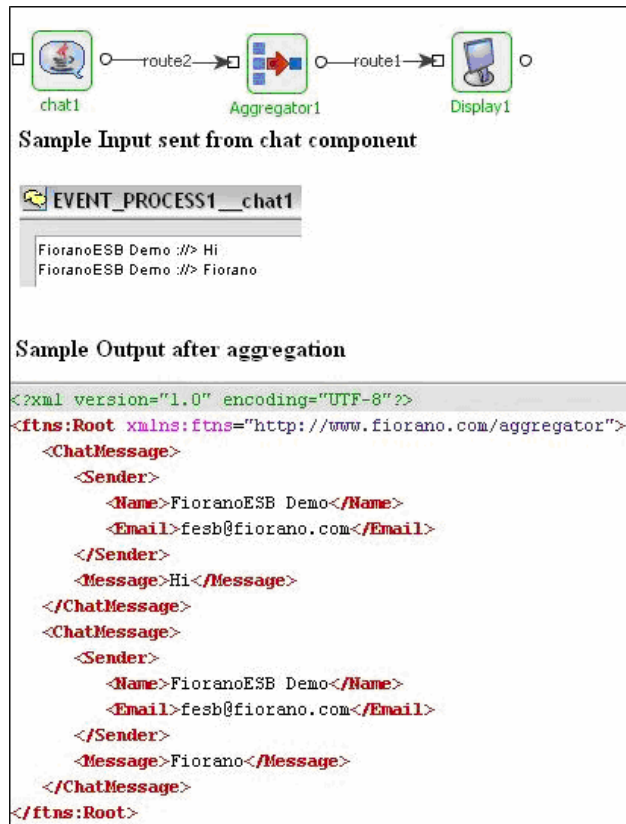 route2 route1
chat1 Aggregator1 Display1
Sample Input sent from chat component
EVENT_PROCESS1__chat1
FioranoESB Demo ://> Hi
FioranoESB Demo ://> Fiorano
Sample Output after aggregation
<?xml version="1.0" encoding="UTF-8"?>
<ftns:Root xmlns:ftns="http://www.fiorano.com/aggregator">
<ChatMessage>
<Sender>
<Name>FioranoESB Demo</Name>
<Email>fesb@fiorano.com</Email>
</Sender>
<Message>Hi</Message>
</ChatMessage>
<ChatMessage>
<Sender>
<Name>FioranoESB Demo</Name>
<Email>fesb@fiorano.com</Email>
</Sender>
<Message>Fiorano</Message>
</ChatMessage>
</ftns:Root>